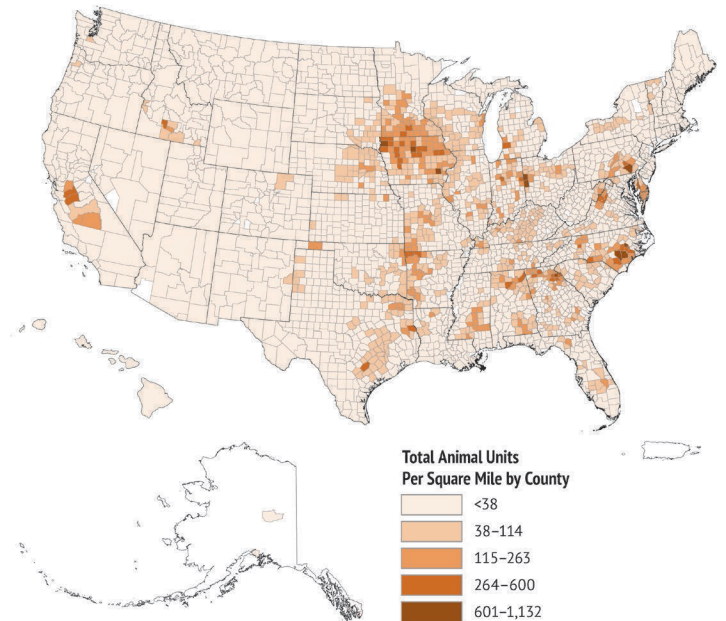 Total Animal Units
Per Square Mile by County
<38
38–114
115–263
264–600
601–1,132